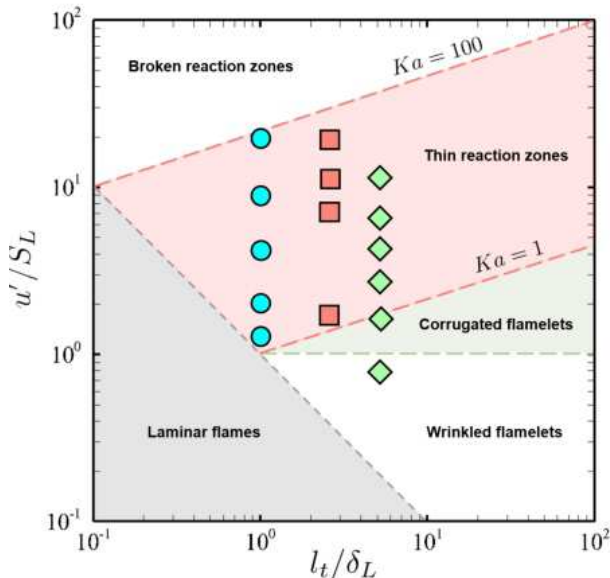 10²
Broken reaction zones
Ka = 100
Thin reaction zones
10¹
u′/S_L
Ka = 1
Corrugated flamelets
10⁰
Laminar flames
Wrinkled flamelets
10⁻¹
10⁻¹ 10⁰ 10¹ 10²
l_t/δ_L